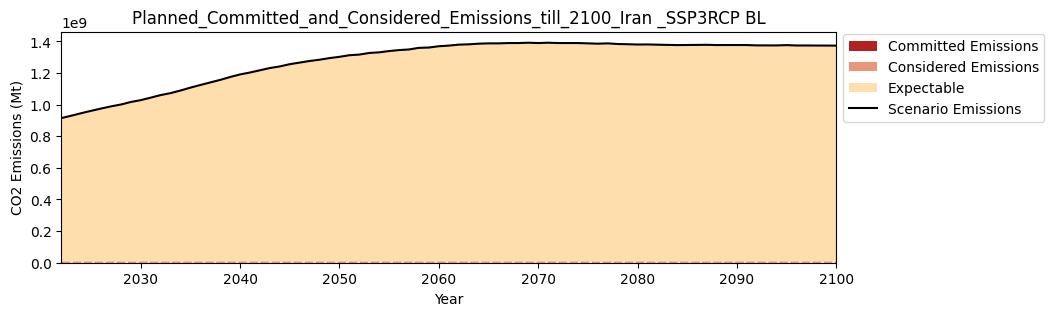 Planned_Committed_and_Considered_Emissions_till_2100_Iran _SSP3RCP BL
1e9
1.4
1.2
1.0
0.8
0.6
0.4
0.2
0.0
CO2 Emissions (Mt)
2030 2040 2050 2060 2070 2080 2090 2100
Year
Committed Emissions
Considered Emissions
Expectable
Scenario Emissions